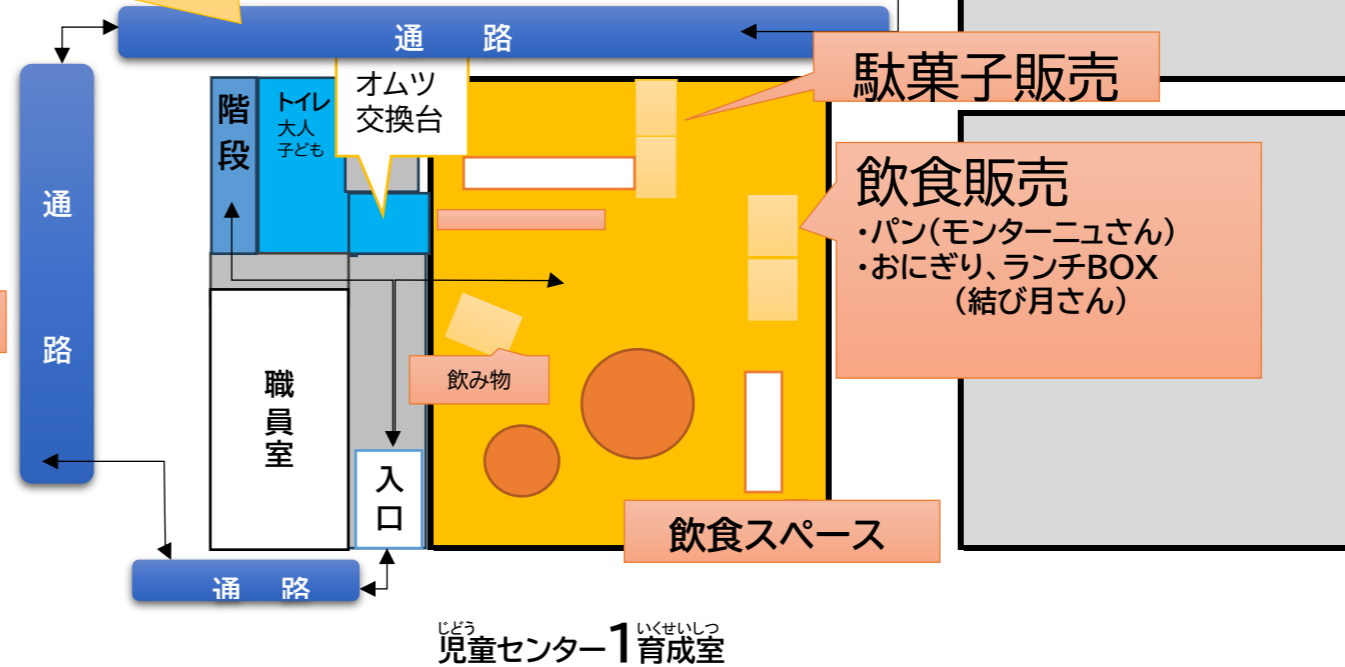 通 路
駄菓子販売
階段
トイレ
大人
子ども
オムツ
交換台
飲食販売
・パン(モンターニュさん)
・おにぎり、ランチBOX
(結び月さん)
通 路
飲み物
職員室
入口
飲食スペース
通 路
じどう いくせいしつ
児童センター1育成室